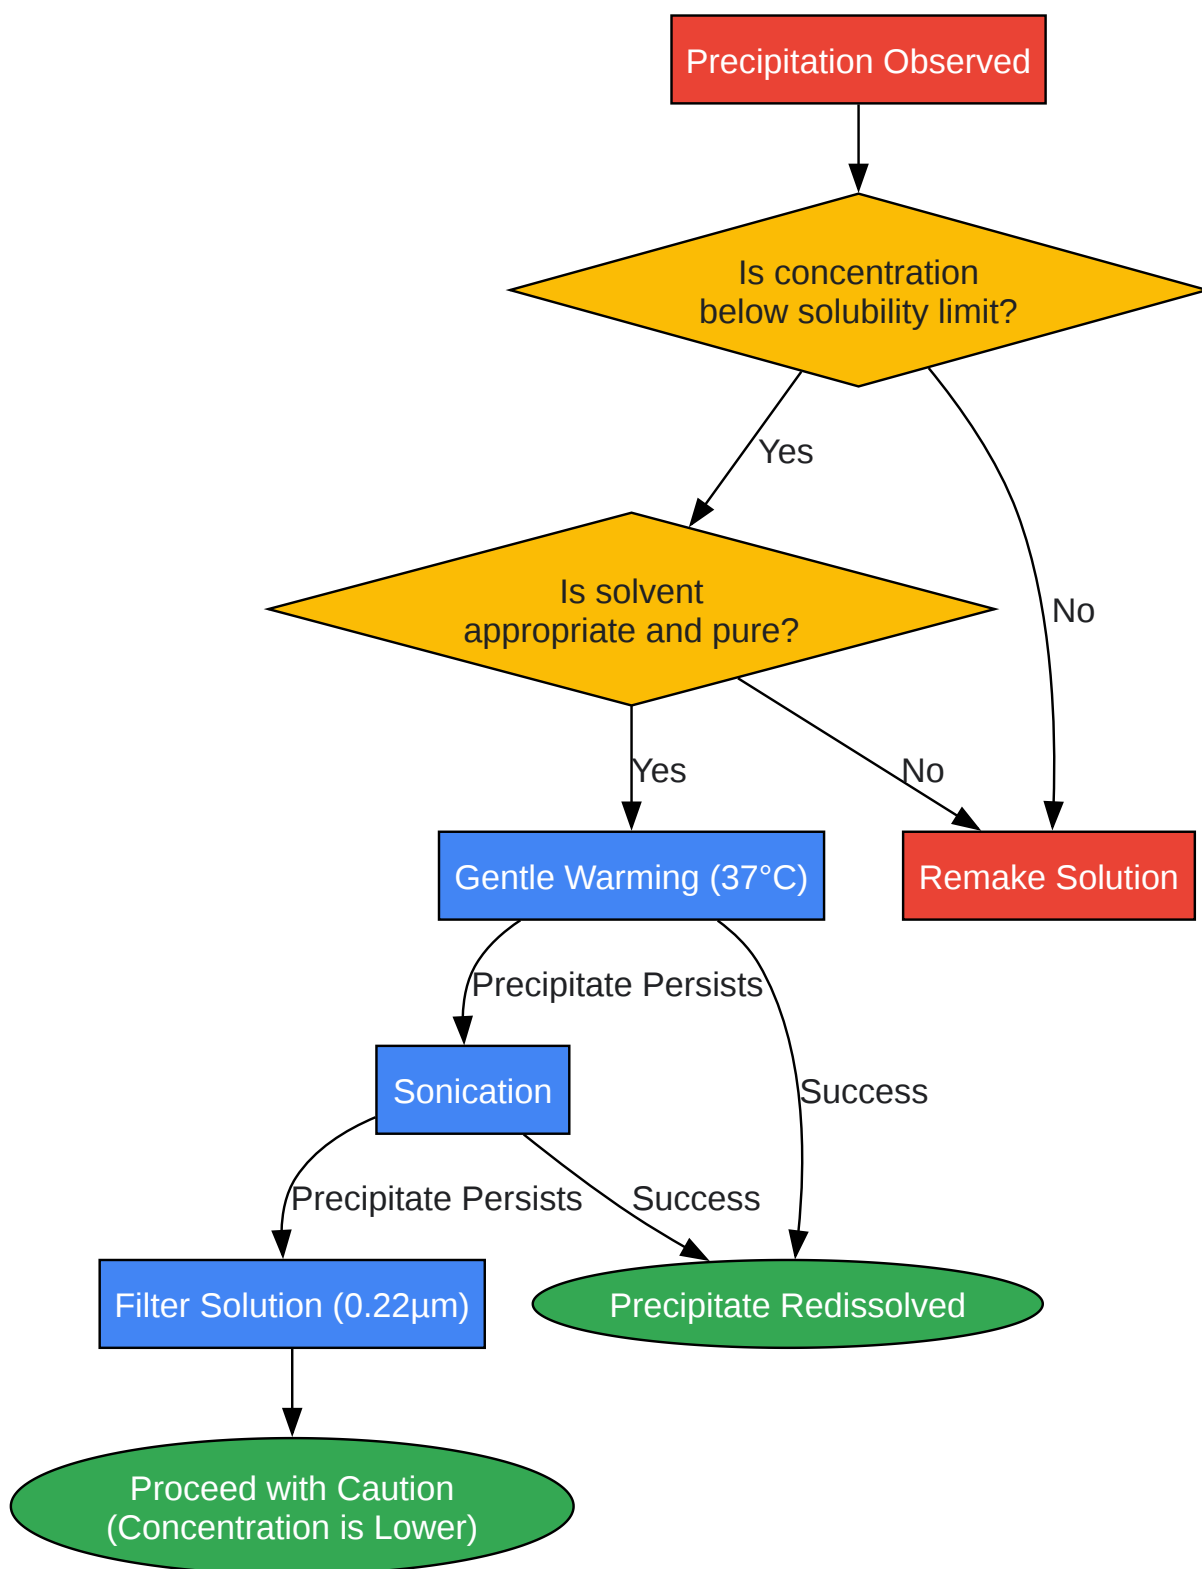 Precipitation Observed
Is concentration
below solubility limit?
Yes
No
Is solvent
appropriate and pure?
Yes
No
Gentle Warming (37°C)
Remake Solution
Precipitate Persists
Success
Sonication
Precipitate Persists
Success
Filter Solution (0.22µm)
Precipitate Redissolved
Proceed with Caution
(Concentration is Lower)